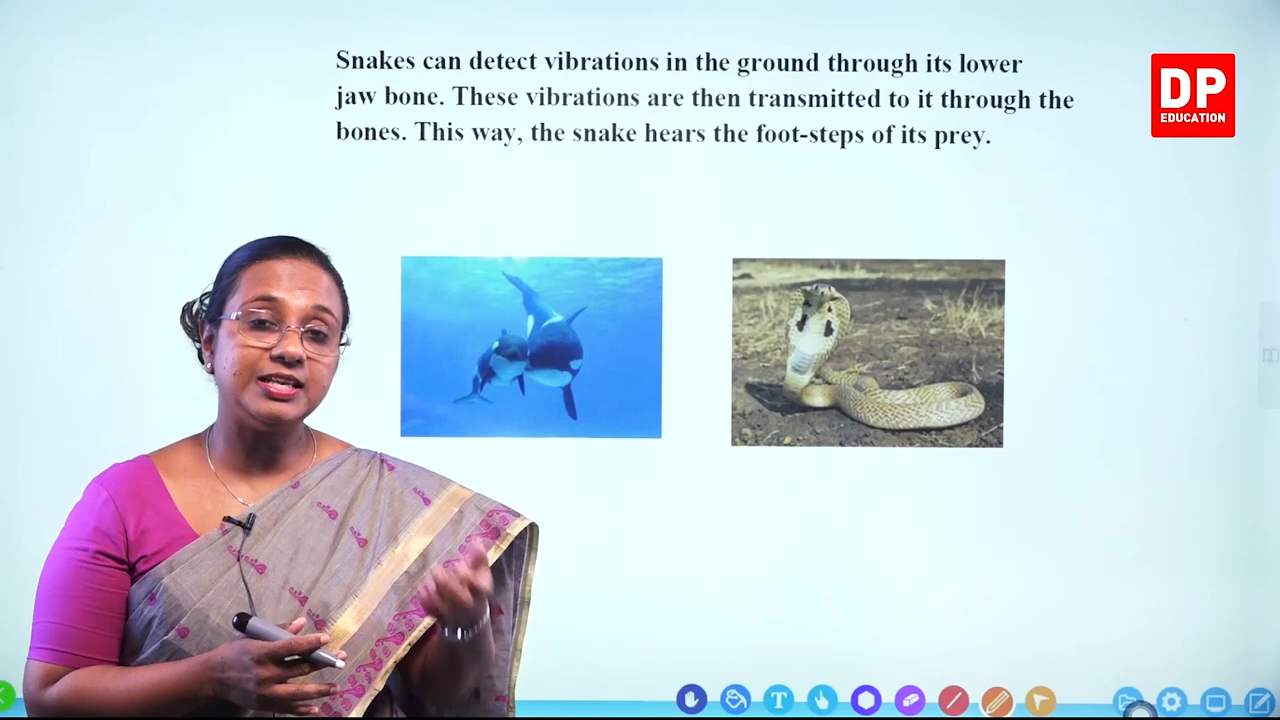 Snakes can detect vibrations in the ground through its lower
jaw bone. These vibrations are then transmitted to it through the
bones. This way, the snake hears the foot-steps of its prey.
DP
EDUCATION
T